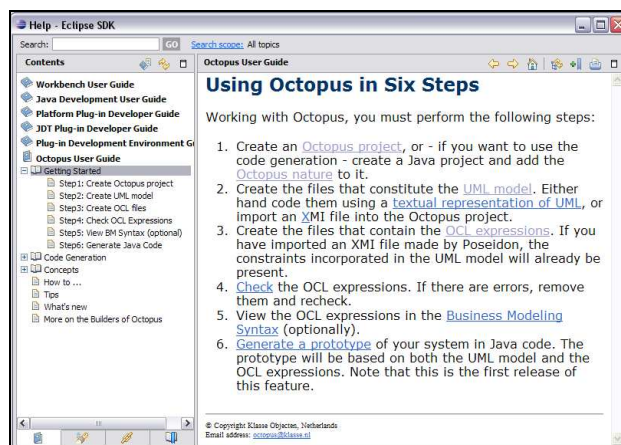 Help - Eclipse SDK
Search: GO Search scope: All topics
Contents
Workbench User Guide
Java Development User Guide
Platform Plug-in Developer Guide
JDT Plug-in Developer Guide
Plug-in Development Environment G
Octopus User Guide
Getting Started
Step1: Create Octopus project
Step2: Create UML model
Step3: Create OCL files
Step4: Check OCL Expressions
Step5: View BM Syntax (optional)
Step6: Generate Java Code
Code Generation
Concepts
How to ...
Tips
What's new
More on the Builders of Octopus
Octopus User Guide
Using Octopus in Six Steps
Working with Octopus, you must perform the following steps:
1. Create an Octopus project, or - if you want to use the
code generation - create a Java project and add the
Octopus nature to it.
2. Create the files that constitute the UML model. Either
hand code them using a textual representation of UML, or
import an XMI file into the Octopus project.
3. Create the files that contain the OCL expressions. If you
have imported an XMI file made by Poseidon, the
constraints incorporated in the UML model will already be
present.
4. Check the OCL expressions. If there are errors, remove
them and recheck.
5. View the OCL expressions in the Business Modeling
Syntax (optionally).
6. Generate a prototype of your system in Java code. The
prototype will be based on both the UML model and the
OCL expressions. Note that this is the first release of
this feature.
© Copyright Klasse Objecten, Netherlands
Email address: octopus@klasse.nl